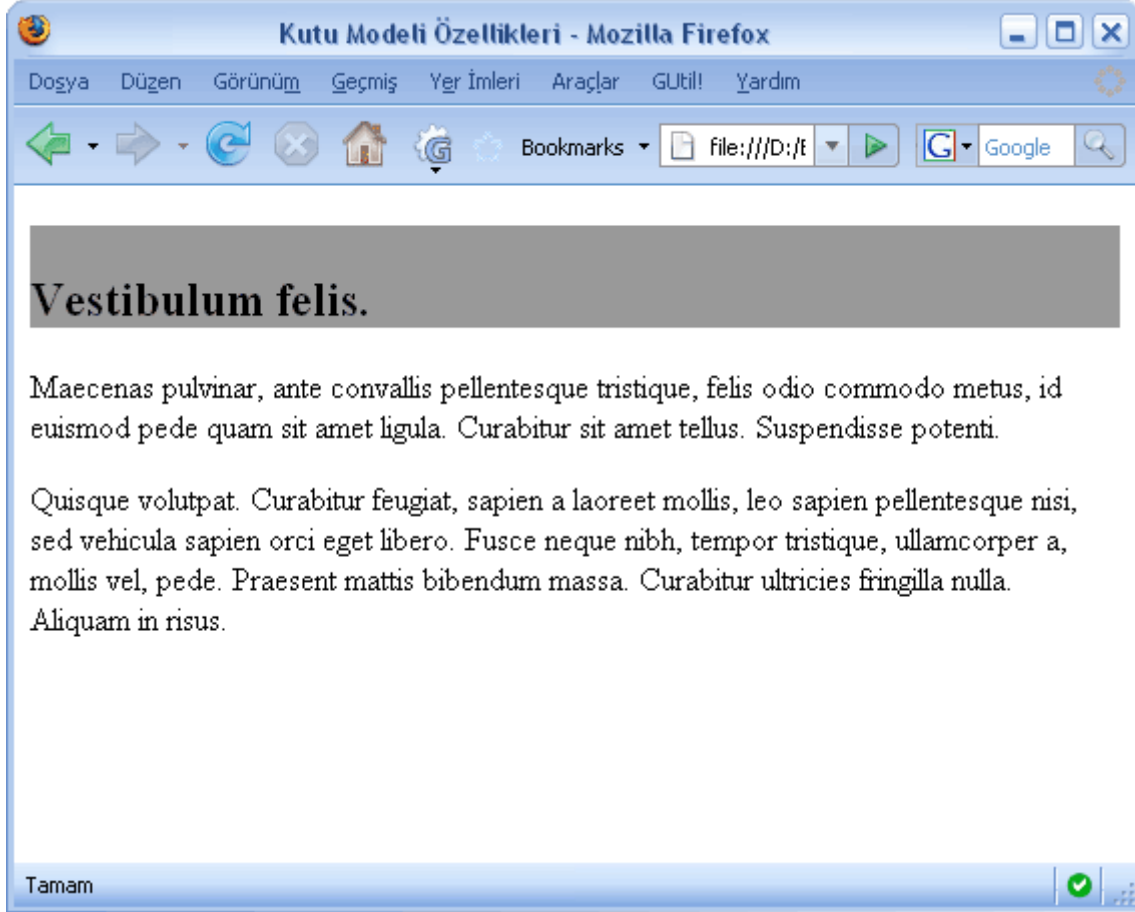 Kutu Modeli Özellikleri - Mozilla Firefox
Dosya Düzen Görünüm Geçmiş Yer İmleri Araçlar GUtil! Yardım
Bookmarks file:///D:/E G Google
Vestibulum felis.
Maecenas pulvinar, ante convallis pellentesque tristique, felis odio commodo metus, id
euismod pede quam sit amet ligula. Curabitur sit amet tellus. Suspendisse potenti.
Quisque volutpat. Curabitur feugiat, sapien a laoreet mollis, leo sapien pellentesque nisi,
sed vehicula sapien orci eget libero. Fusce neque nibh, tempor tristique, ullamcorper a,
mollis vel, pede. Praesent mattis bibendum massa. Curabitur ultricies fringilla nulla.
Aliquam in risus.
Tamam